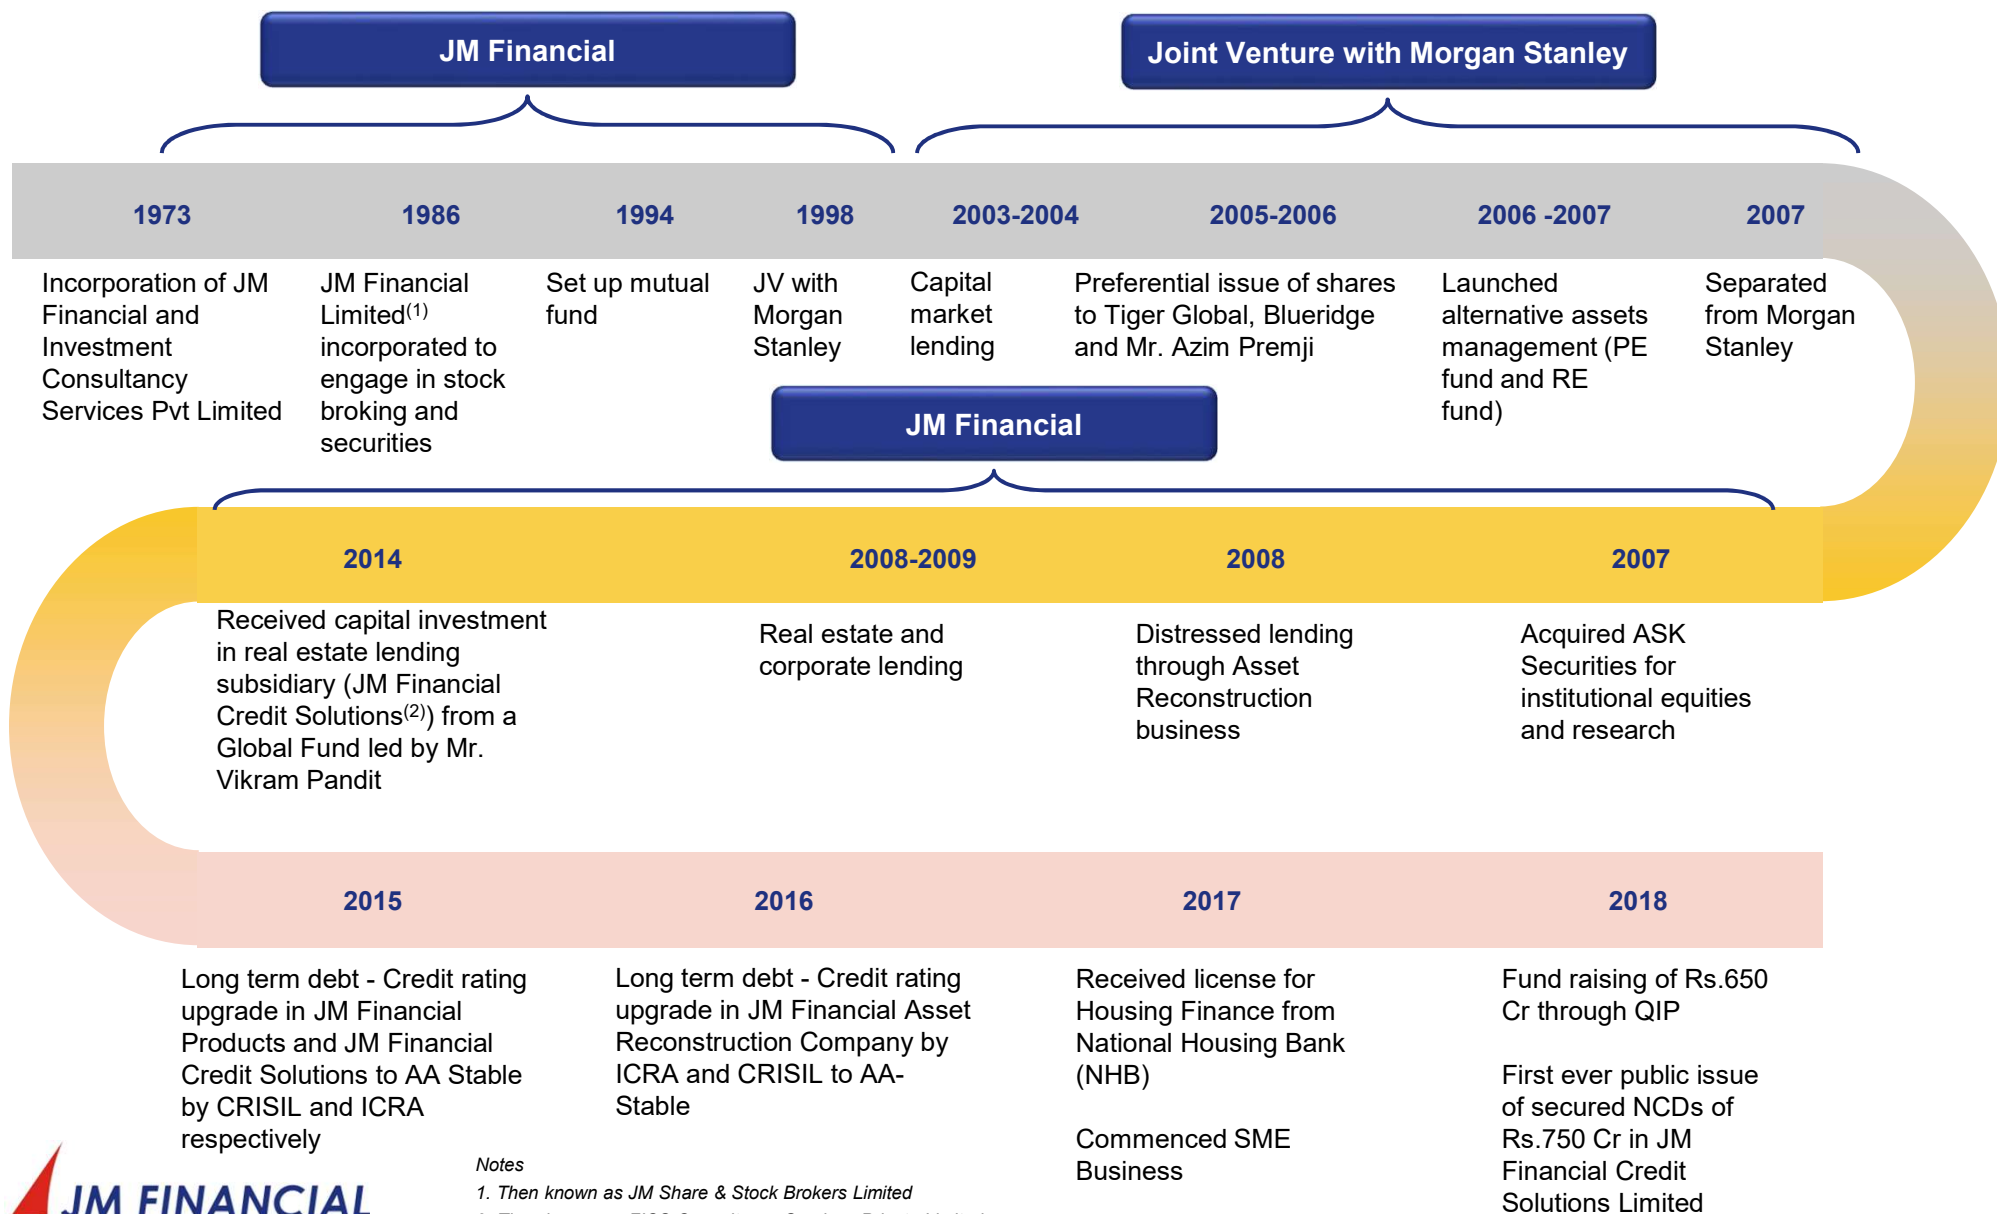 JM Financial
Joint Venture with Morgan Stanley
1973
1986
1994
1998
2003-2004
2005-2006
2006 -2007
2007
Incorporation of JM
Financial and
Investment
Consultancy
Services Pvt Limited
JM Financial
Limited(1)
incorporated to
engage in stock
broking and
securities
Set up mutual
fund
JV with
Morgan
Stanley
Capital
market
lending
Preferential issue of shares
to Tiger Global, Blueridge
and Mr. Azim Premji
Launched
alternative assets
management (PE
fund and RE
fund)
Separated
from Morgan
Stanley
JM Financial
2014
2008-2009
2008
2007
Received capital investment
in real estate lending
subsidiary (JM Financial
Credit Solutions(2)) from a
Global Fund led by Mr.
Vikram Pandit
Real estate and
corporate lending
Distressed lending
through Asset
Reconstruction
business
Acquired ASK
Securities for
institutional equities
and research
2015
2016
2017
2018
Long term debt - Credit rating
upgrade in JM Financial
Products and JM Financial
Credit Solutions to AA Stable
by CRISIL and ICRA
respectively
Long term debt - Credit rating
upgrade in JM Financial Asset
Reconstruction Company by
ICRA and CRISIL to AA-
Stable
Received license for
Housing Finance from
National Housing Bank
(NHB)
Commenced SME
Business
Fund raising of Rs.650
Cr through QIP
First ever public issue
of secured NCDs of
Rs.750 Cr in JM
Financial Credit
Solutions Limited
JM FINANCIAL
Notes
1. Then known as JM Share & Stock Brokers Limited